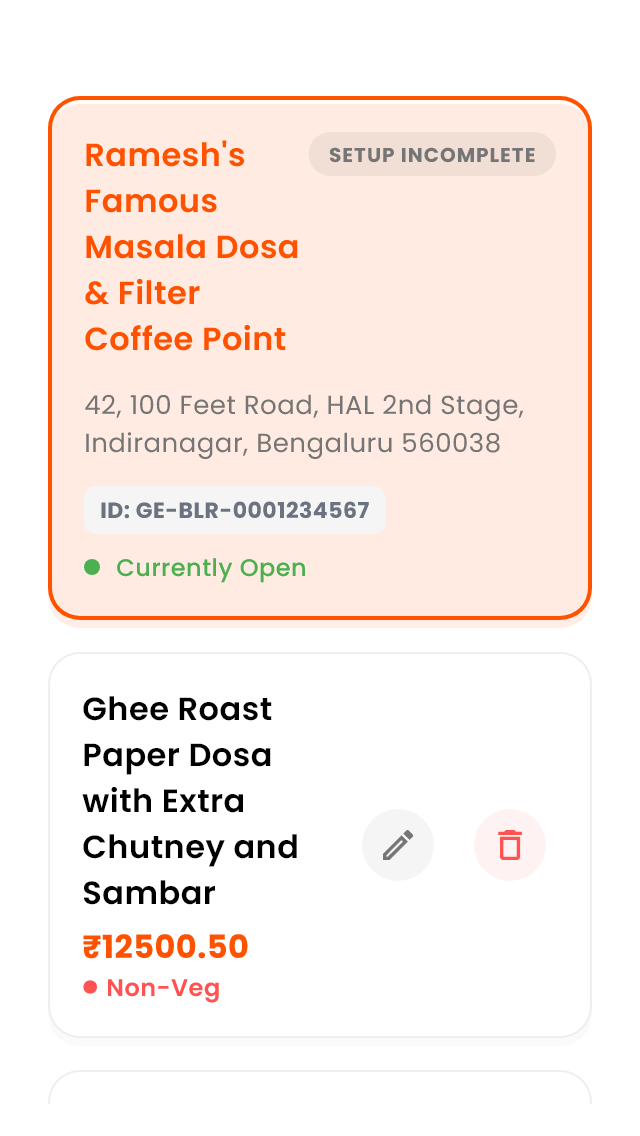 Ramesh's
Famous
Masala Dosa
& Filter
Coffee Point
SETUP INCOMPLETE
42, 100 Feet Road, HAL 2nd Stage,
Indiranagar, Bengaluru 560038
ID: GE-BLR-0001234567
Currently Open
Ghee Roast
Paper Dosa
with Extra
Chutney and
Sambar
₹12500.50
Non-Veg